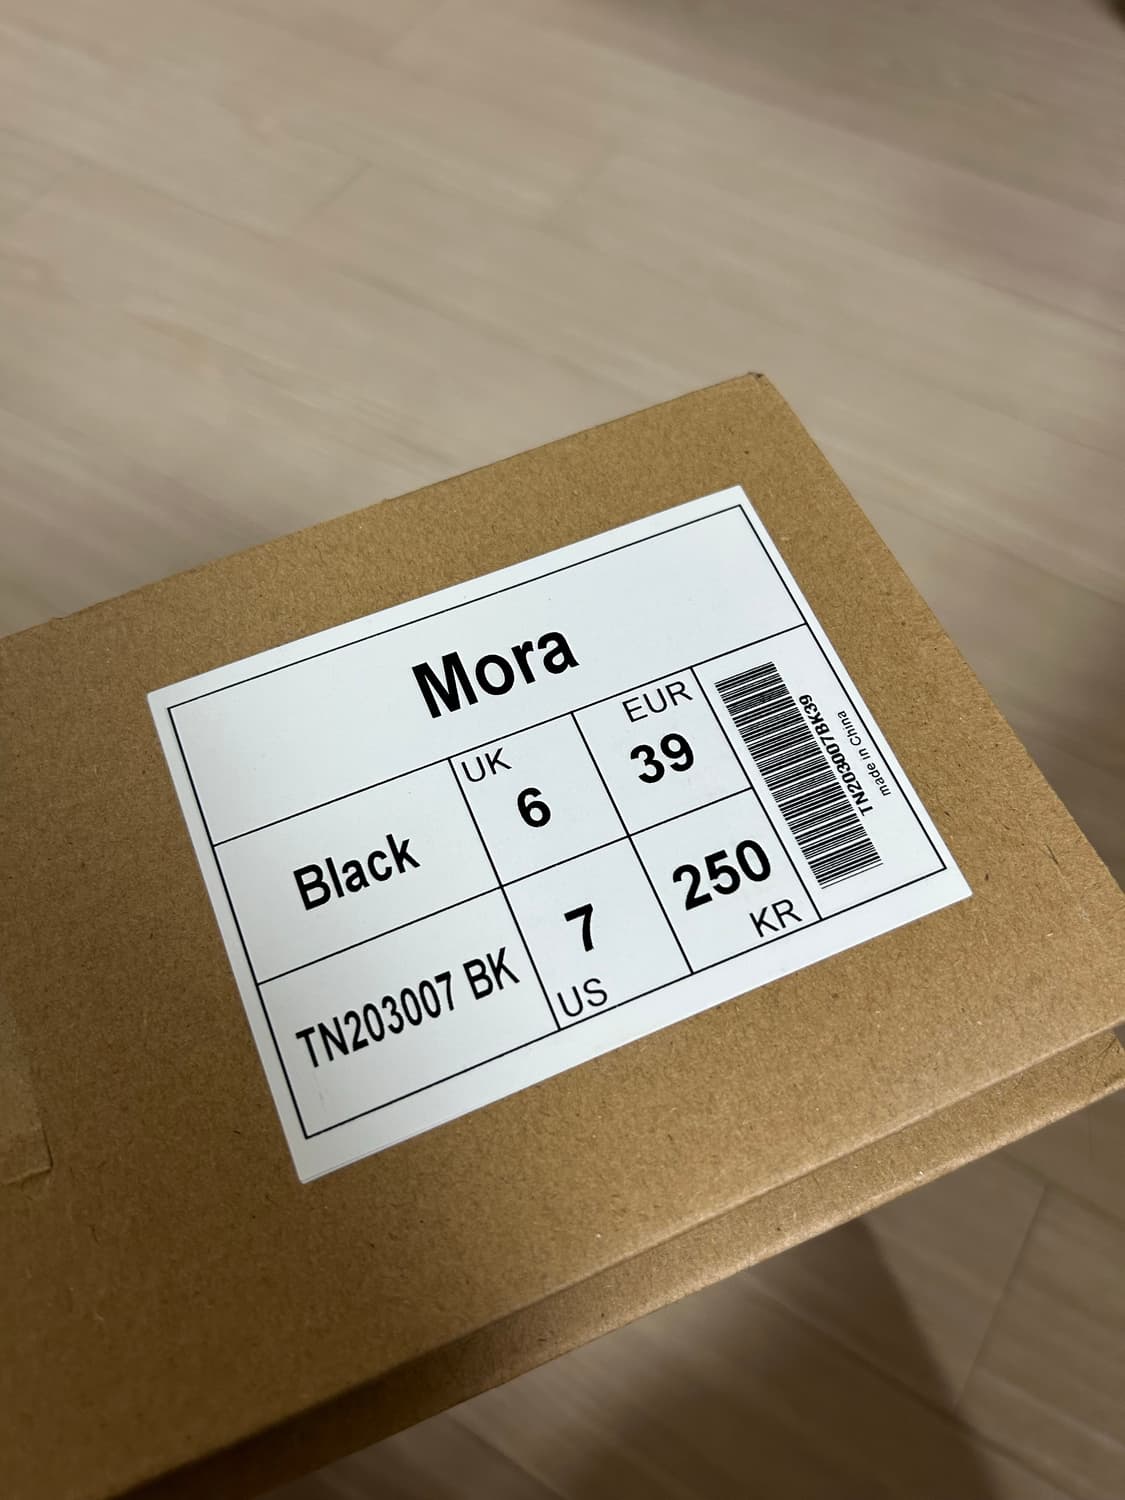 Mora
Black
TN203007 BK
UK
6
EUR
39
7
US
250
KR
TN203007BK39
made in China